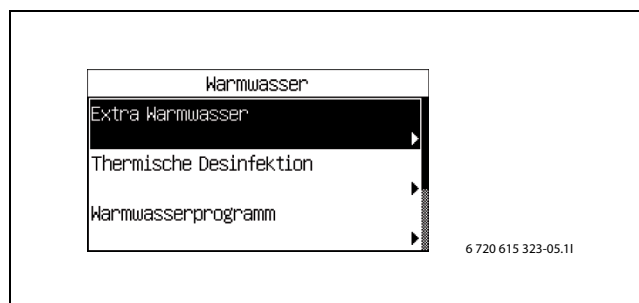 Warmwasser
Extra Warmwasser
Thermische Desinfektion
Warmwasserprogramm
6 720 615 323-05.1I